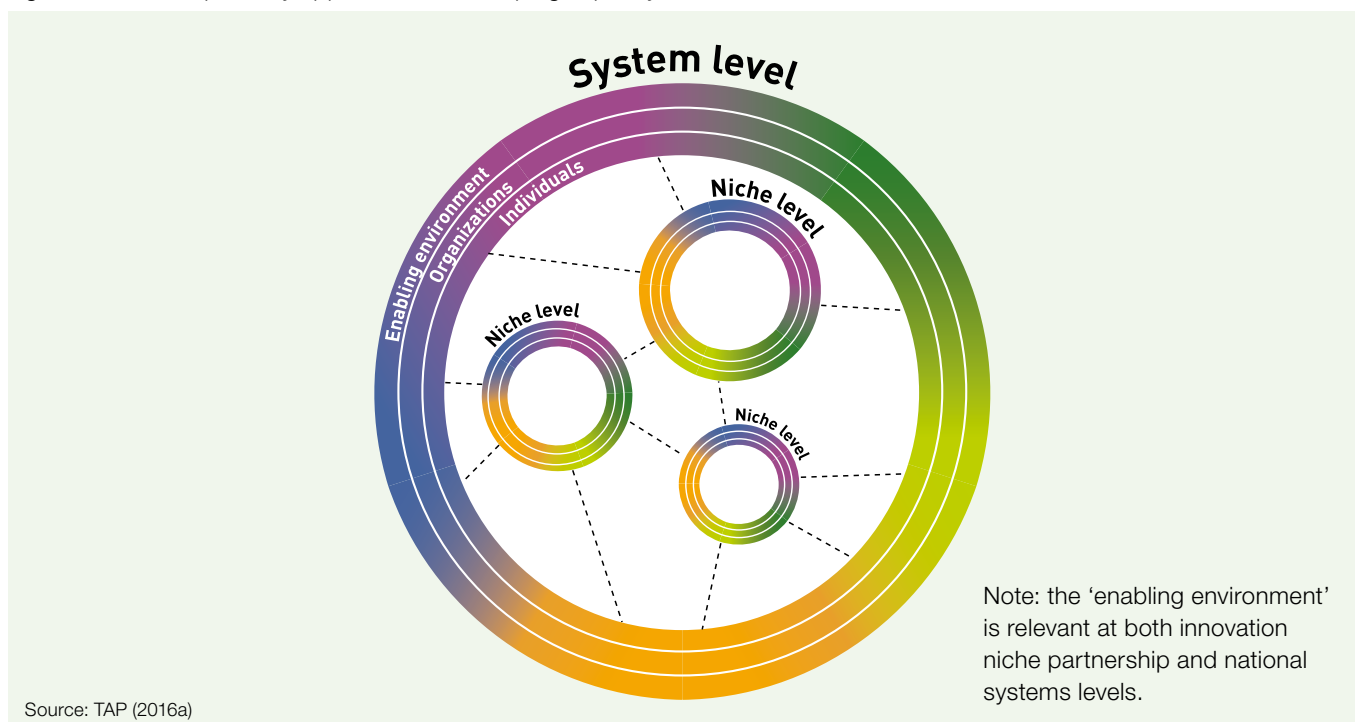 System level
Enabling environment
Organizations
Individuals
Niche level
Niche level
Niche level
Note: the ‘enabling environment’
is relevant at both innovation
niche partnership and national
systems levels.
Source: TAP (2016a)